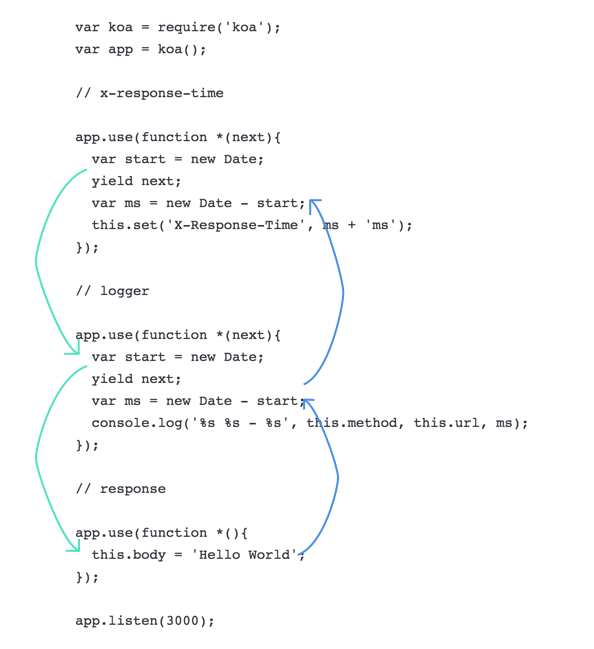 var koa = require('koa');
var app = koa();
// x-response-time
app.use(function *(next){
  var start = new Date;
  yield next;
  var ms = new Date - start;
  this.set('X-Response-Time', ms + 'ms');
});
// logger
app.use(function *(next){
  var start = new Date;
  yield next;
  var ms = new Date - start;
  console.log('%s %s - %s', this.method, this.url, ms);
});
// response
app.use(function *(){
  this.body = 'Hello World';
});
app.listen(3000);